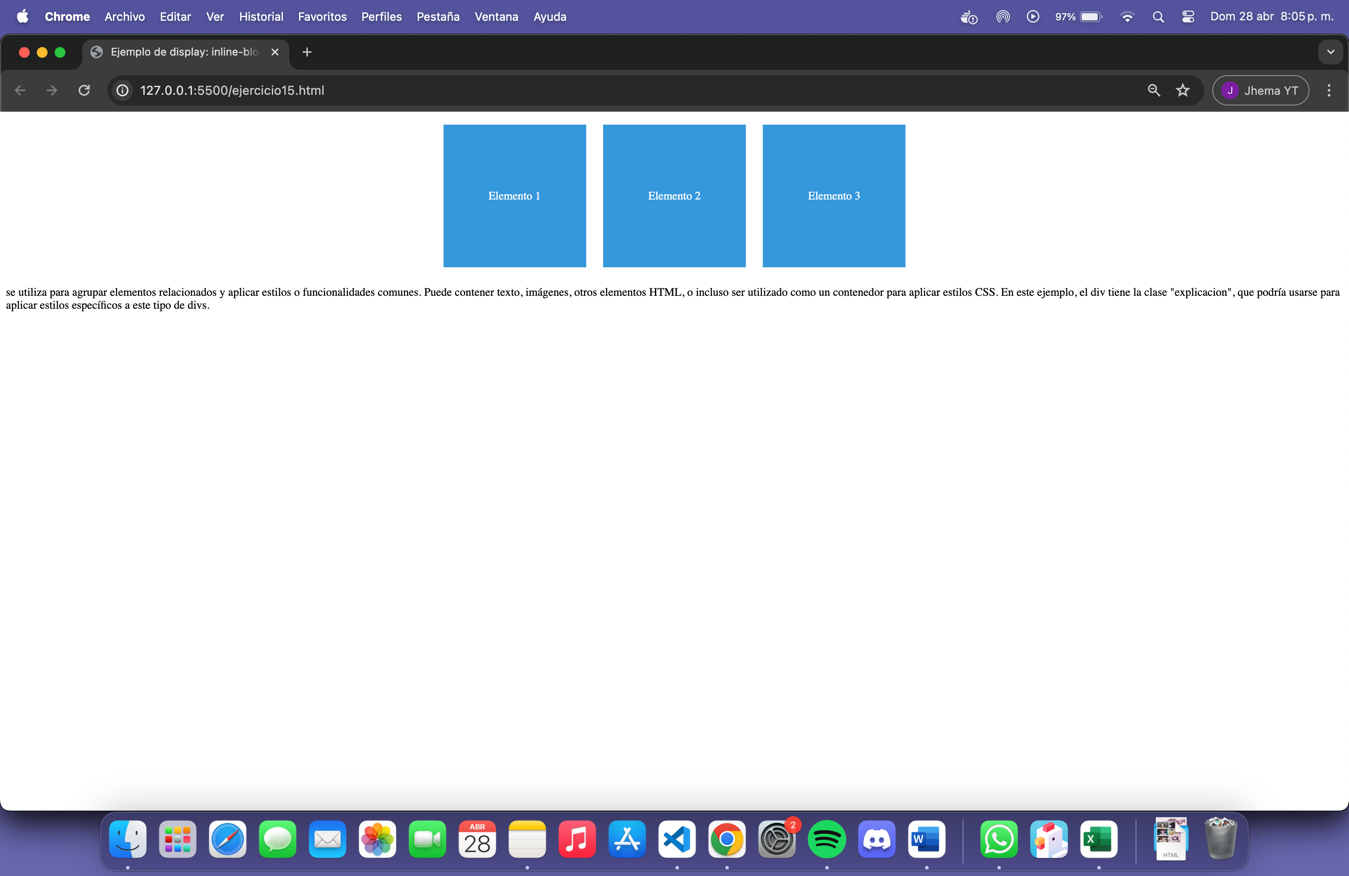 Chrome Archivo Editar Ver Historial Favoritos Perfiles Pestaña Ventana Ayuda 97% Dom 28 abr 8:05 p. m.
Ejemplo de display: inline-blo
127.0.0.1:5500/ejercicio15.html J Jhema YT
Elemento 1 Elemento 2 Elemento 3
se utiliza para agrupar elementos relacionados y aplicar estilos o funcionalidades comunes. Puede contener texto, imágenes, otros elementos HTML, o incluso ser utilizado como un contenedor para aplicar estilos CSS. En este ejemplo, el div tiene la clase "explicacion", que podría usarse para
aplicar estilos específicos a este tipo de divs.
ABR 2
28 W X
HTML